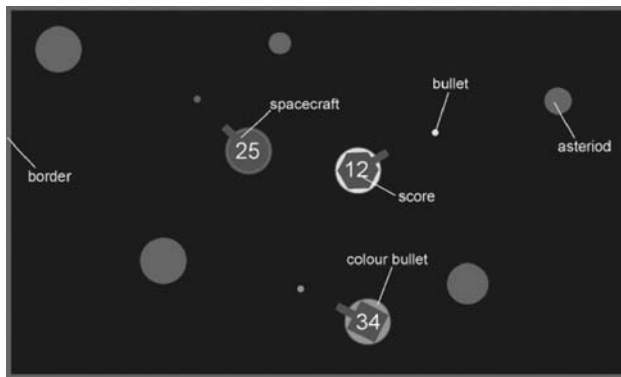 bullet
spacecraft
25
asteriod
12
border
score
colour bullet
34